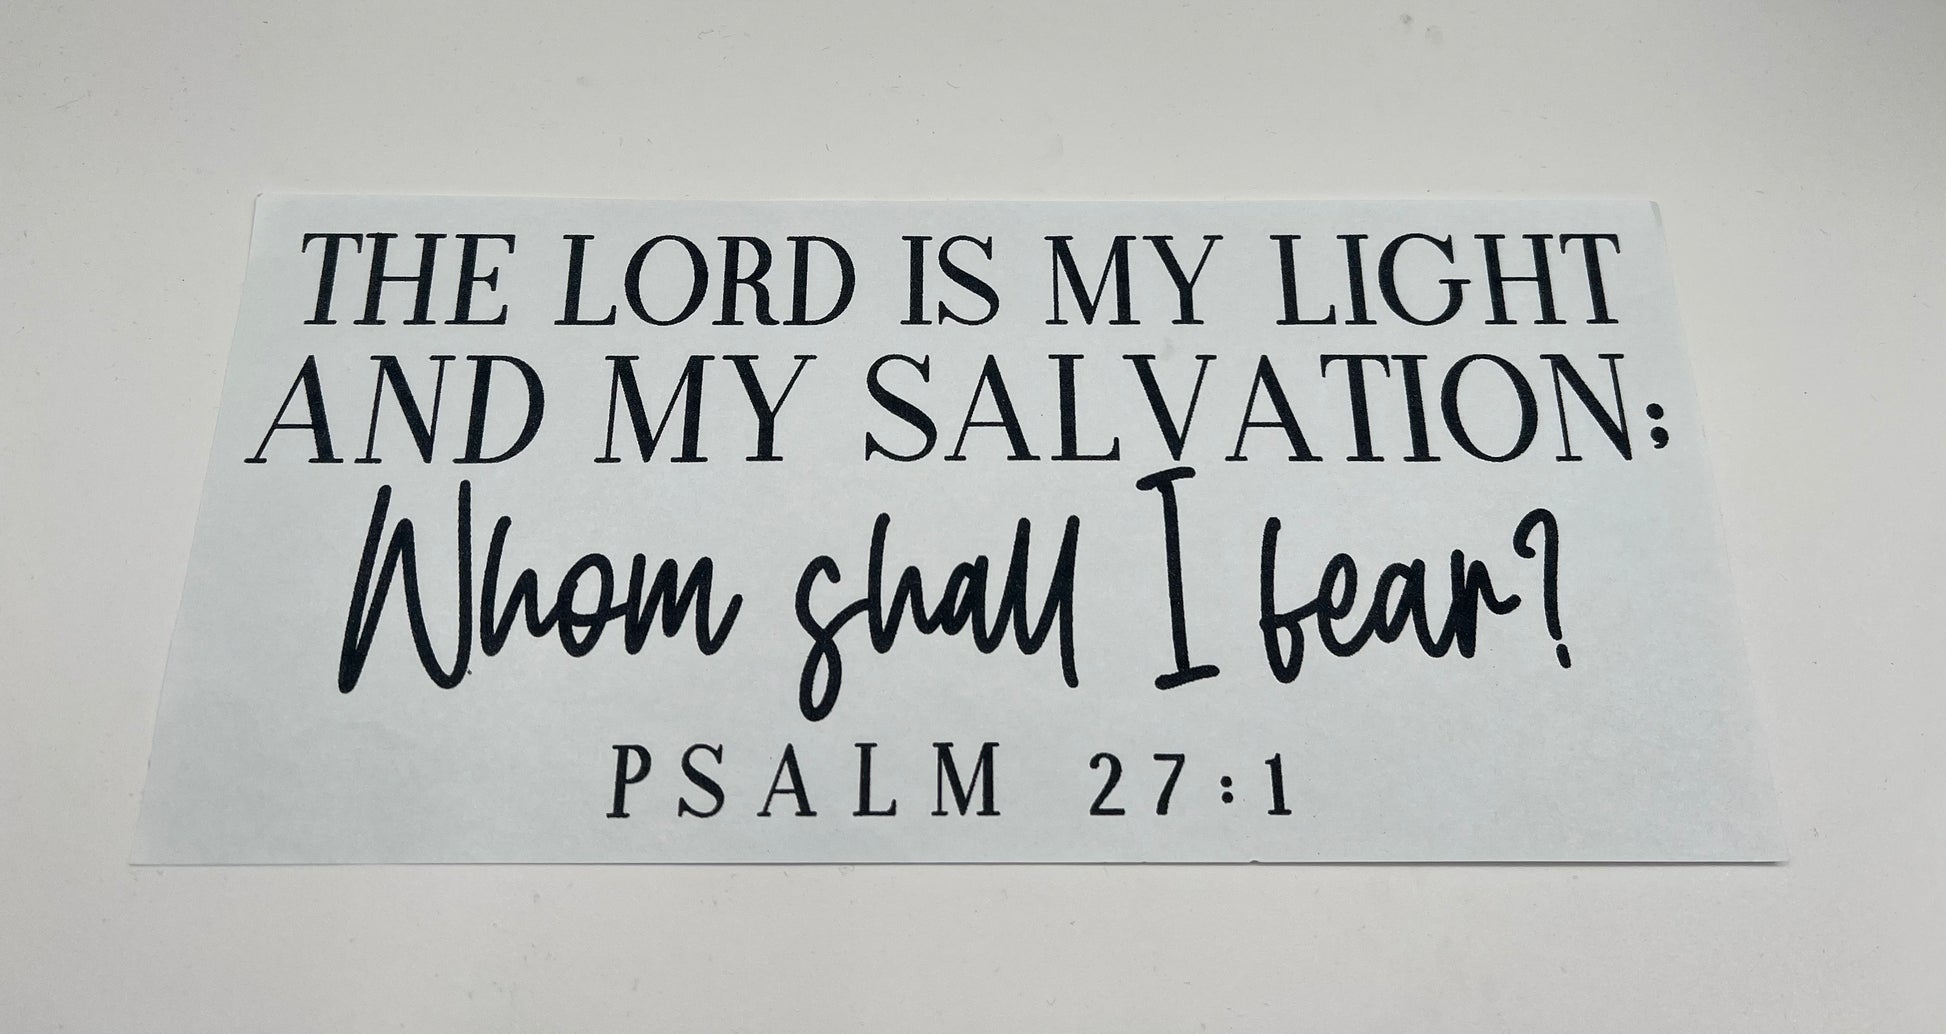 THE LORD IS MY LIGHT
AND MY SALVATION;
Whom shall I fear?
PSALM 27:1